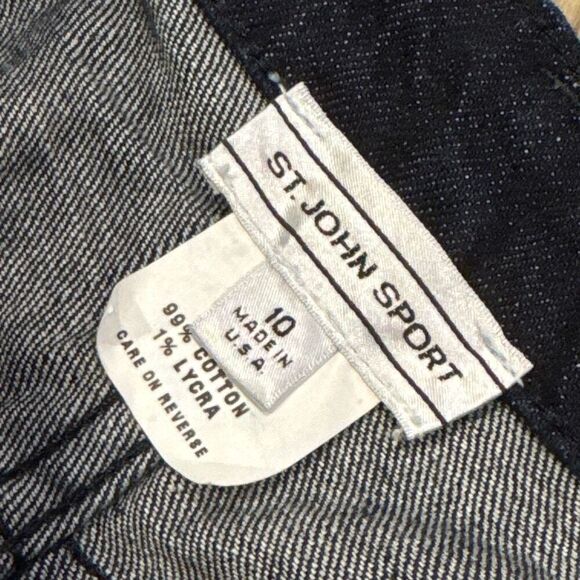 ST. JOHN SPORT
10
MADE IN
U.S.A
99% COTTON
1% LYCRA
CARE ON REVERSE